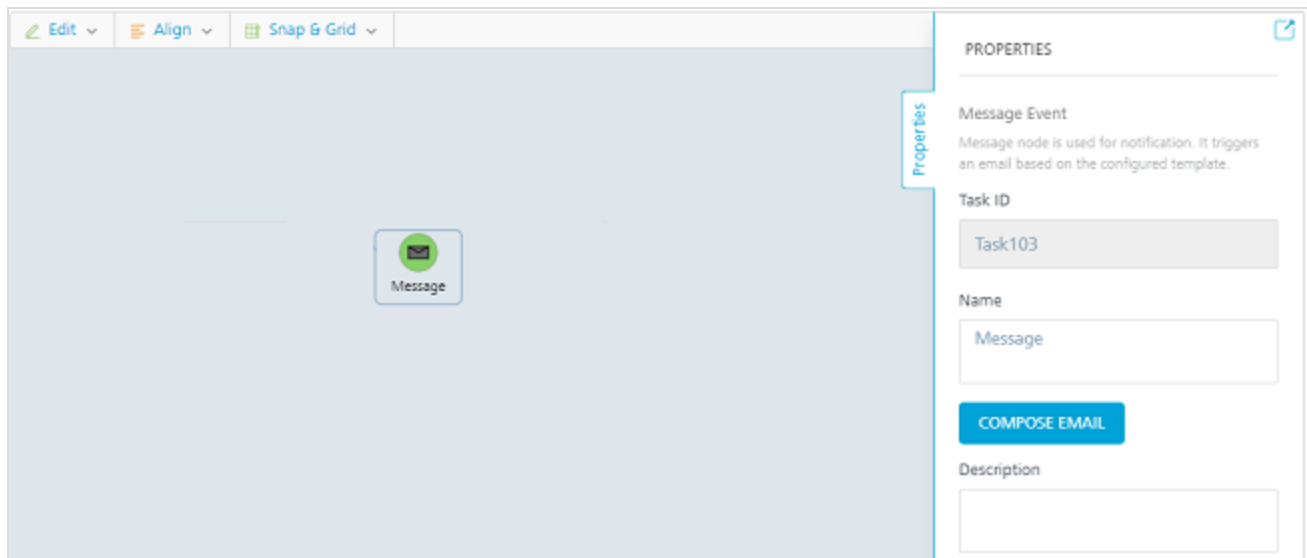 Edit Align Snap & Grid
PROPERTIES
Properties
Message Event
Message node is used for notification. It triggers
an email based on the configured template.
Task ID
Task103
Message
Name
Message
COMPOSE EMAIL
Description